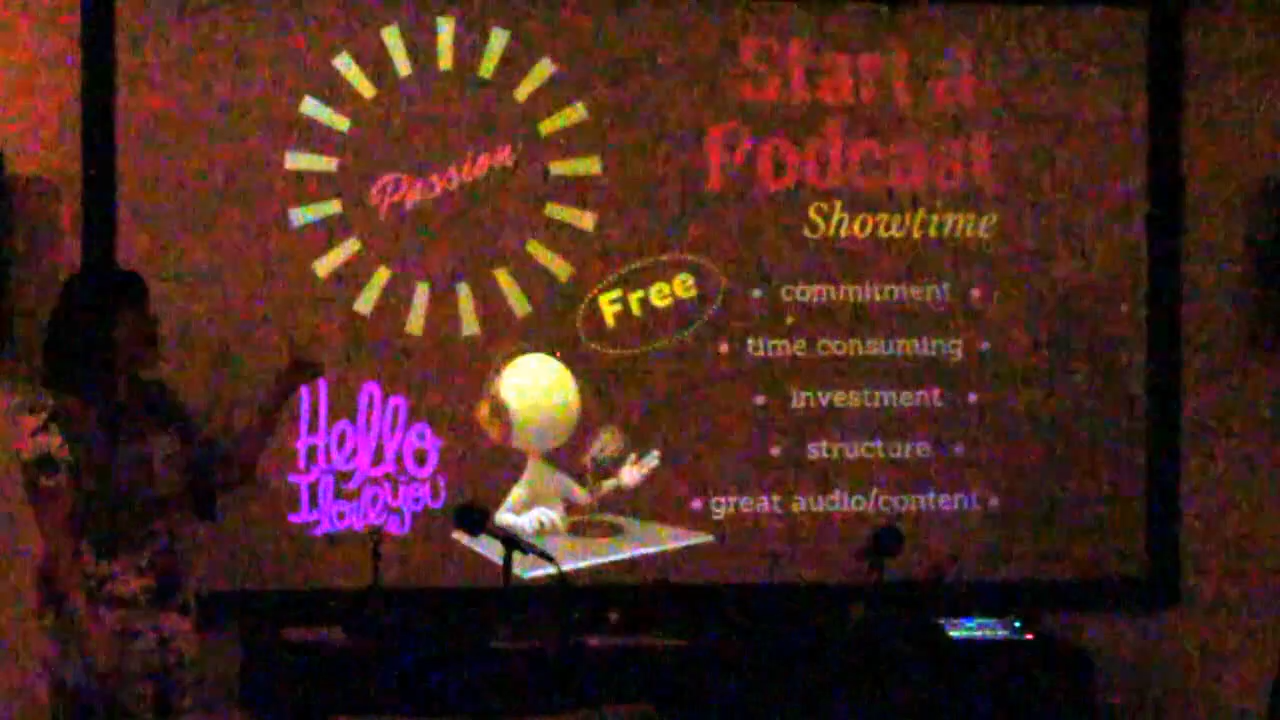 Passion
Start a
Podcast
Showtime
Free
• commitment •
• time consuming •
• investment •
• structure •
• great audio/content •
Hello
I love you